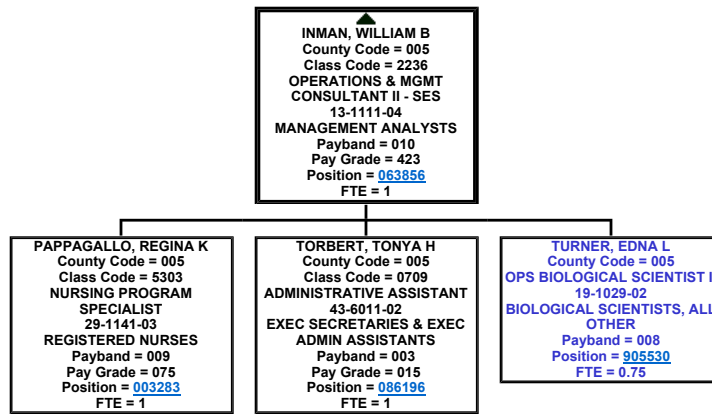 INMAN, WILLIAM B
County Code = 005
Class Code = 2236
OPERATIONS & MGMT
CONSULTANT II - SES
13-1111-04
MANAGEMENT ANALYSTS
Payband = 010
Pay Grade = 423
Position = 063856
FTE = 1
PAPPAGALLO, REGINA K
County Code = 005
Class Code = 5303
NURSING PROGRAM
SPECIALIST
29-1141-03
REGISTERED NURSES
Payband = 009
Pay Grade = 075
Position = 003283
FTE = 1
TORBERT, TONYA H
County Code = 005
Class Code = 0709
ADMINISTRATIVE ASSISTANT
43-6011-02
EXEC SECRETARIES & EXEC
ADMIN ASSISTANTS
Payband = 003
Pay Grade = 015
Position = 086196
FTE = 1
TURNER, EDNA L
County Code = 005
OPS BIOLOGICAL SCIENTIST I
19-1029-02
BIOLOGICAL SCIENTISTS, ALL
OTHER
Payband = 008
Position = 905530
FTE = 0.75